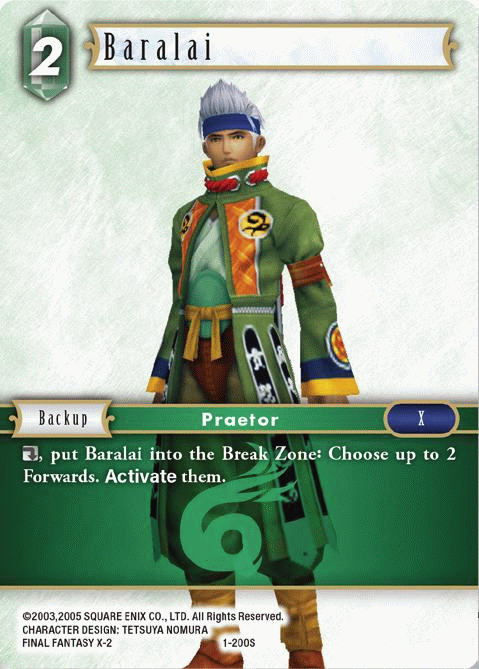 2
Baralai
Backup
Praetor
X
, put Baralai into the Break Zone: Choose up to 2
Forwards. Activate them.
©2003,2005 SQUARE ENIX CO., LTD. All Rights Reserved.
CHARACTER DESIGN: TETSUYA NOMURA
FINAL FANTASY X-2
1-200S